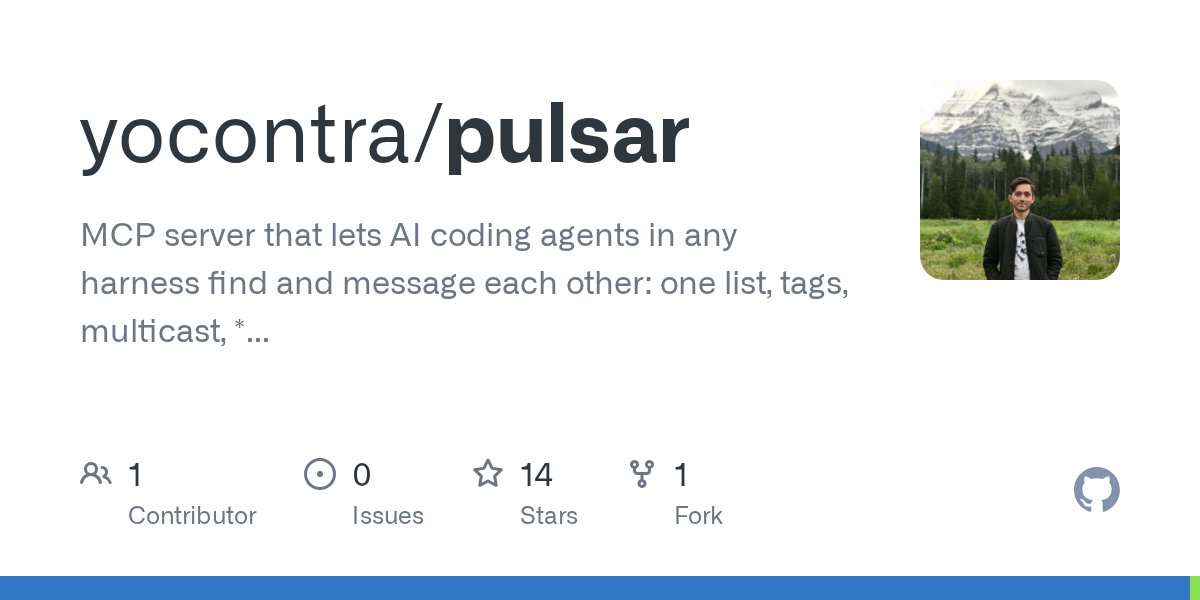 yocontra/pulsar
MCP server that lets AI coding agents in any
harness find and message each other: one list, tags,
multicast, *...
1
Contributor
0
Issues
14
Stars
1
Fork